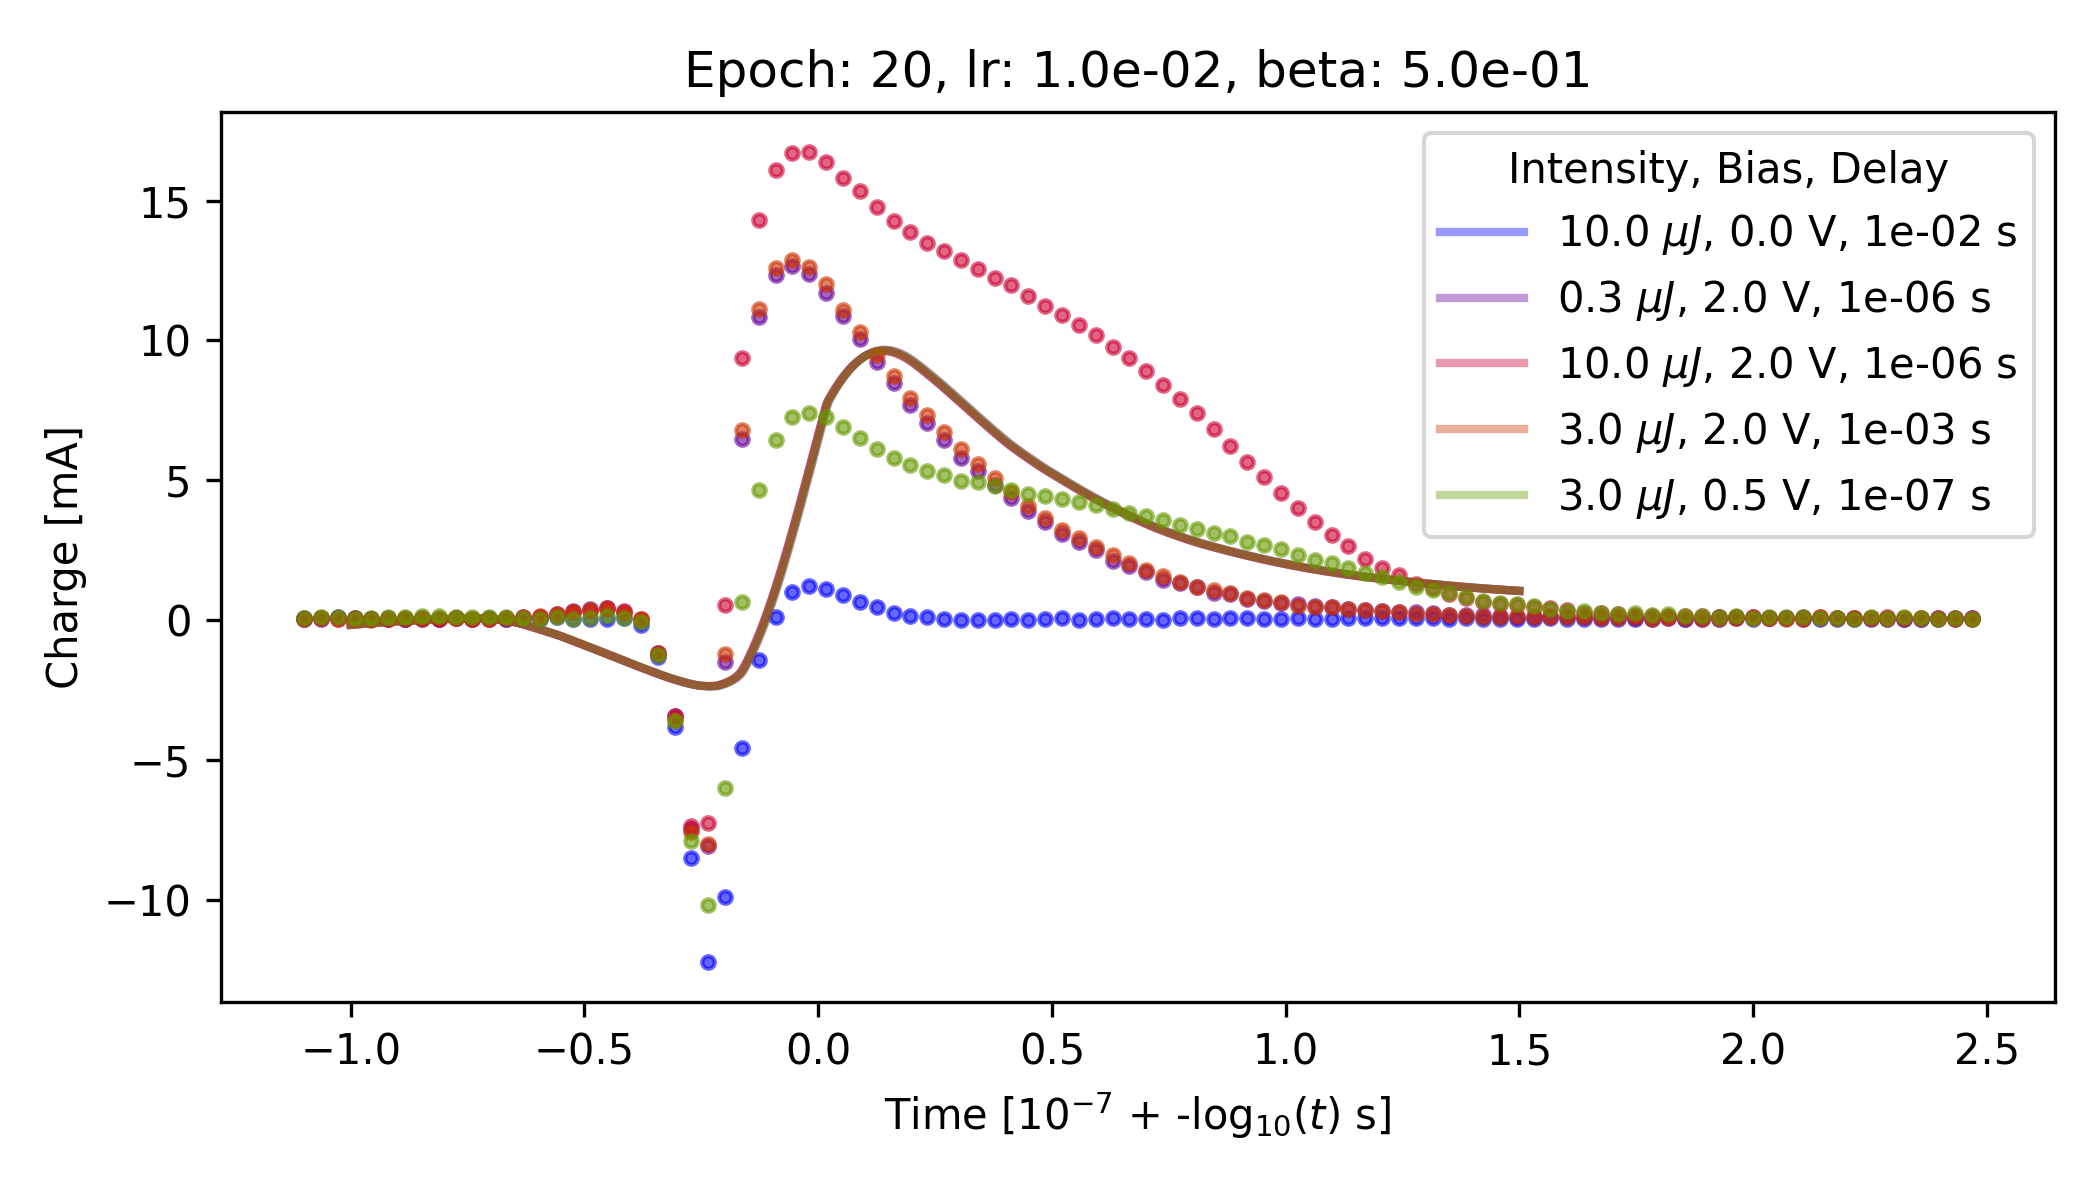 Epoch: 20, lr: 1.0e-02, beta: 5.0e-01
Charge [mA]
15
10
5
0
−5
−10
Intensity, Bias, Delay
10.0 μJ, 0.0 V, 1e-02 s
0.3 μJ, 2.0 V, 1e-06 s
10.0 μJ, 2.0 V, 1e-06 s
3.0 μJ, 2.0 V, 1e-03 s
3.0 μJ, 0.5 V, 1e-07 s
−1.0 −0.5 0.0 0.5 1.0 1.5 2.0 2.5
Time [10⁻⁷ + -log₁₀(t) s]